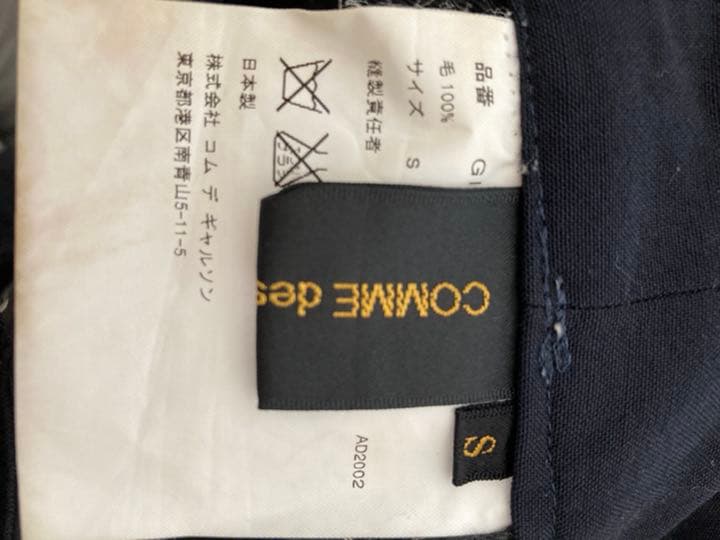 品番 G
毛 100%
サイズ S
縫製責任者
日本製
株式会社 コム デ ギャルソン
東京都港区南青山5-11-5
COMME des
S
AD2002